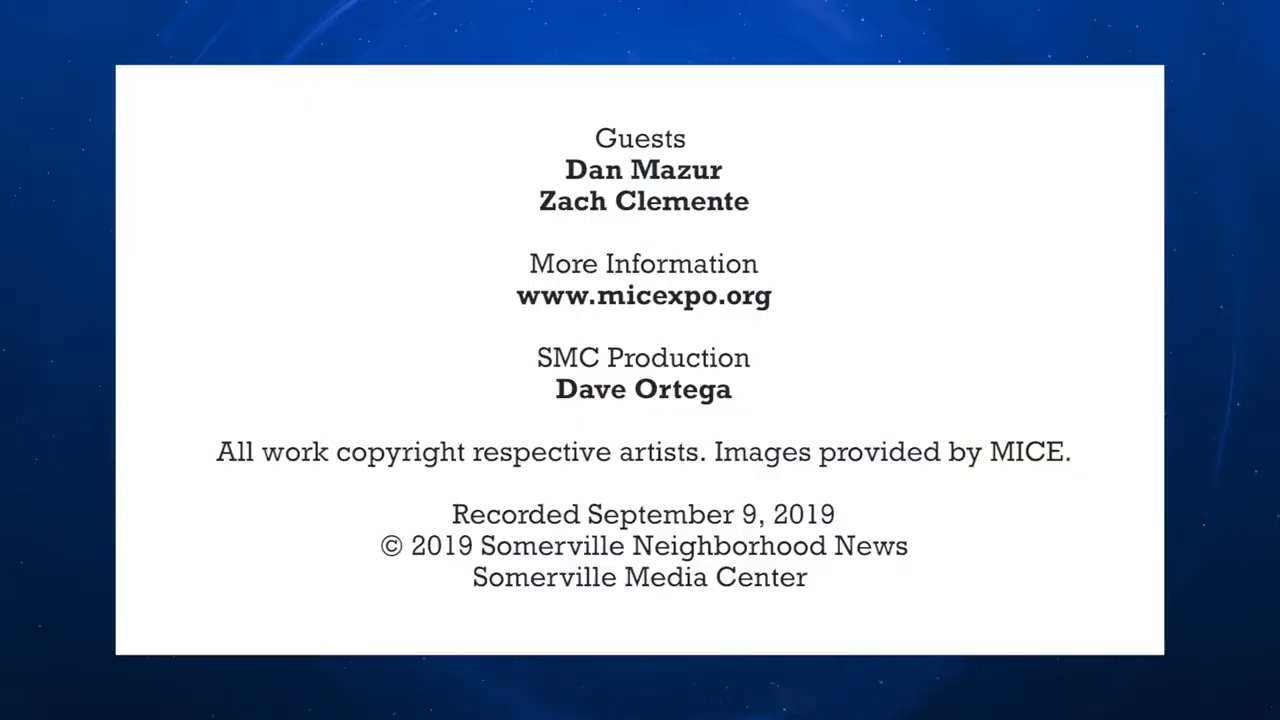 Guests
Dan Mazur
Zach Clemente
More Information
www.micexpo.org
SMC Production
Dave Ortega
All work copyright respective artists. Images provided by MICE.
Recorded September 9, 2019
© 2019 Somerville Neighborhood News
Somerville Media Center